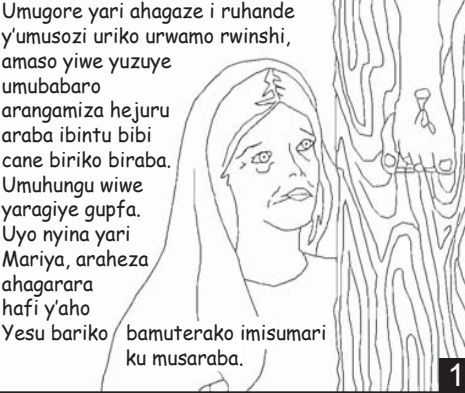 Umugore yari ahagaze i ruhande
y'umusozi uriko urwamo rwinshi,
amaso yiwe yuzuye
umubabaro
arangamiza hejuru
araba ibintu bibi
cane biriko biraba.
Umuhungu wiwe
yaragiye gupfa.
Uyo nyina yari
Mariya, araheza
ahagarara
hafi y'aho
Yesu bariko bamuterako imisumari
ku musaraba.
1